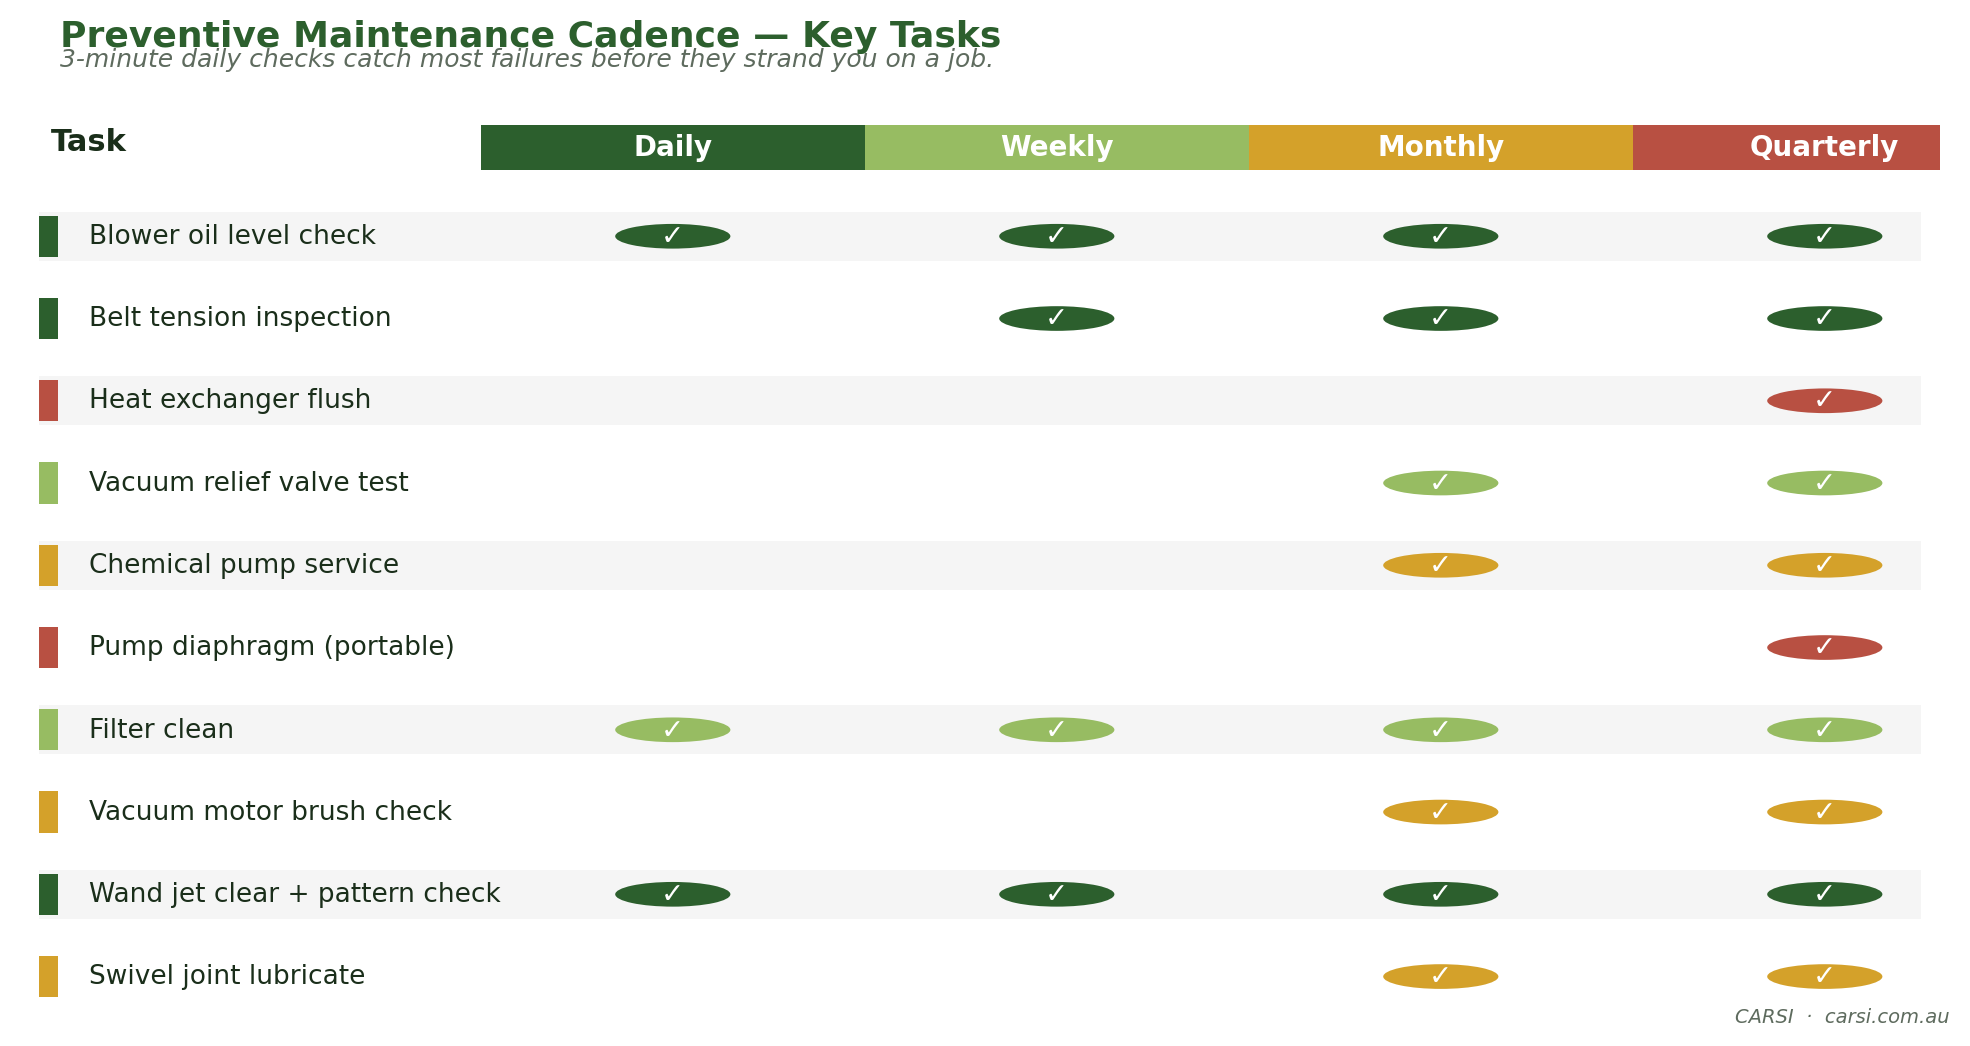 Preventive Maintenance Cadence — Key Tasks
3-minute daily checks catch most failures before they strand you on a job.
Task Daily Weekly Monthly Quarterly
Blower oil level check ✓ ✓ ✓ ✓
Belt tension inspection ✓ ✓ ✓
Heat exchanger flush ✓
Vacuum relief valve test ✓ ✓
Chemical pump service ✓ ✓
Pump diaphragm (portable) ✓
Filter clean ✓ ✓ ✓ ✓
Vacuum motor brush check ✓ ✓
Wand jet clear + pattern check ✓ ✓ ✓ ✓
Swivel joint lubricate ✓ ✓
CARSI · carsi.com.au